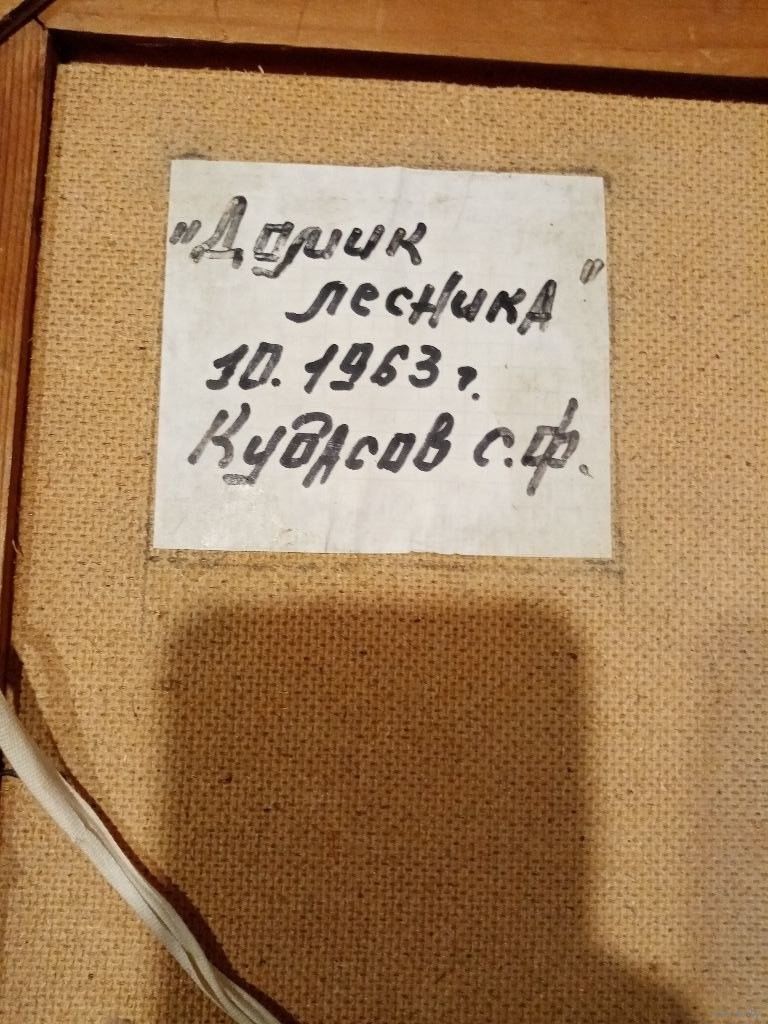 "Домик
лесника"
10.1963 г.
Кудасов С.Ф.